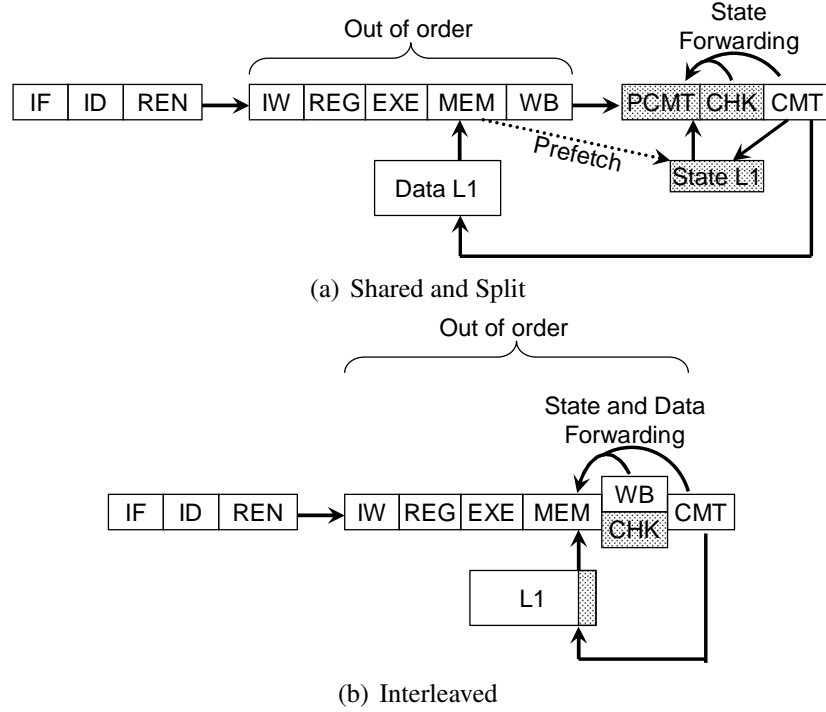 State
Forwarding
Out of order
IF ID REN IW REG EXE MEM WB PCMT CHK CMT
Prefetch
Data L1
State L1
(a) Shared and Split
Out of order
State and Data
Forwarding
WB
IF ID REN IW REG EXE MEM CMT
CHK
L1
(b) Interleaved